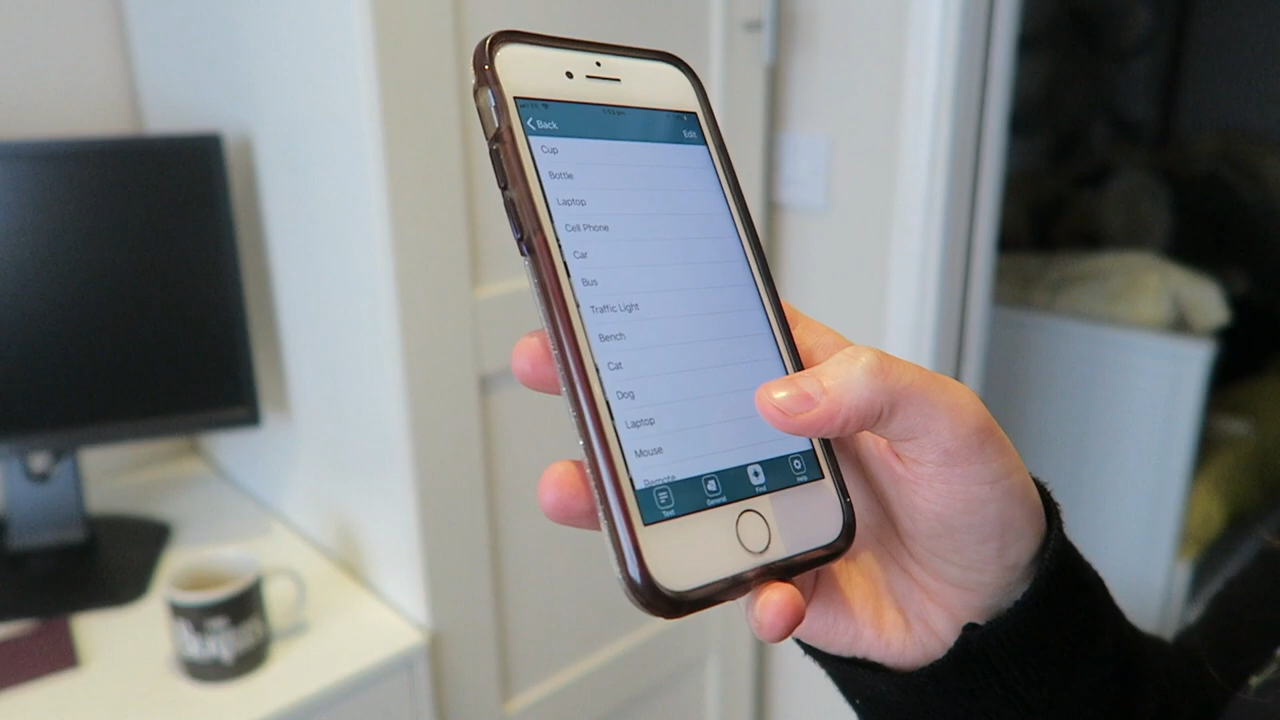 Back
Edit
Cup
Bottle
Laptop
Cell Phone
Car
Bus
Traffic Light
Bench
Cat
Dog
Laptop
Mouse
Remote
Text
General
Find
Help